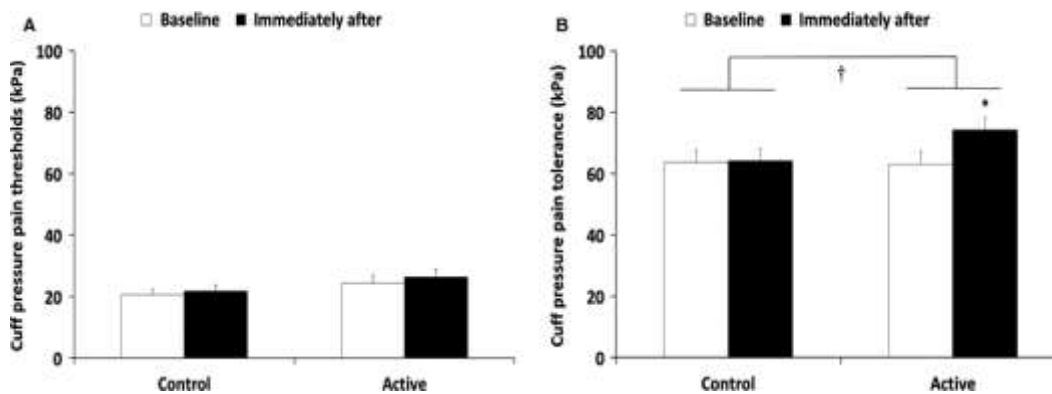 A
Baseline Immediately after
Cuff pressure pain thresholds (kPa)
100
80
60
40
20
0
Control Active
B
Baseline Immediately after
Cuff pressure pain tolerance (kPa)
100
80
60
40
20
0
†
*
Control Active